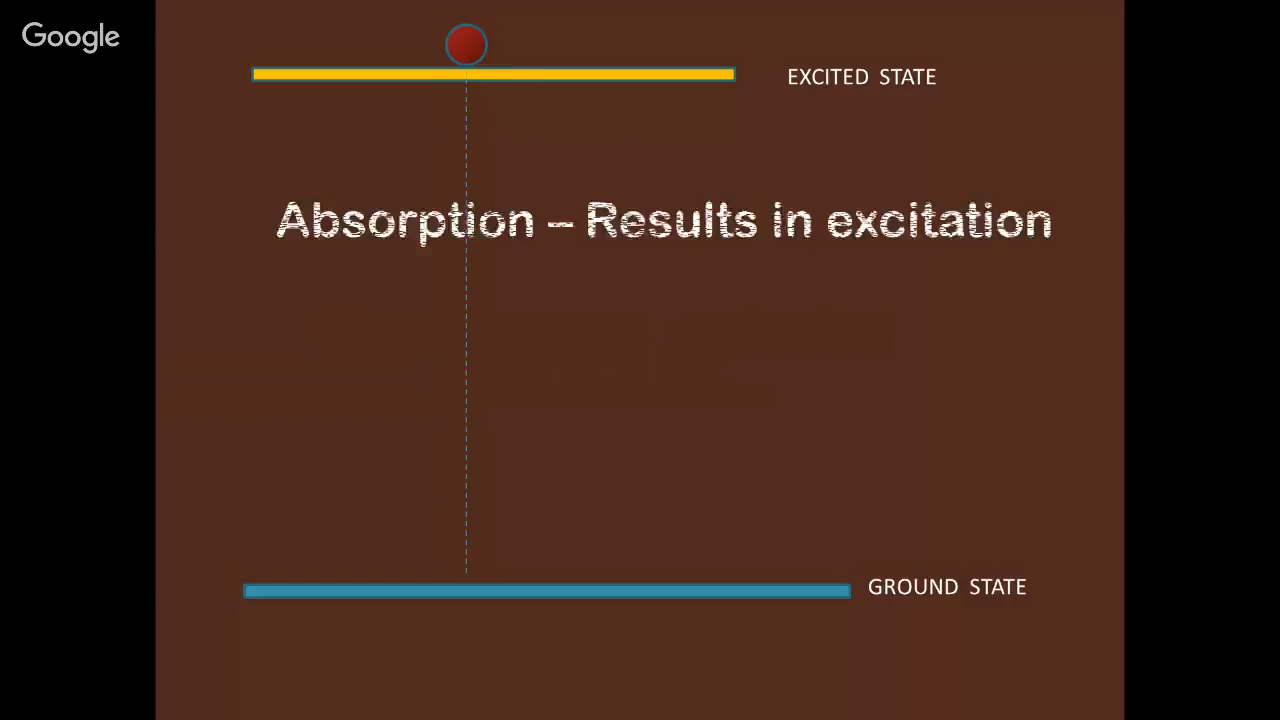 Google
EXCITED STATE
Absorption – Results in excitation
GROUND STATE